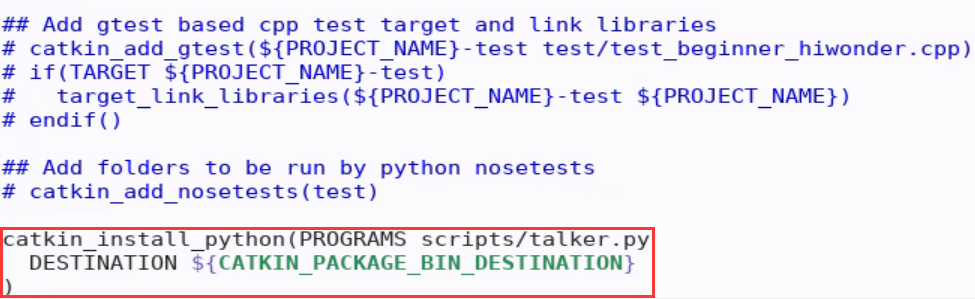 ## Add gtest based cpp test target and link libraries
# catkin_add_gtest(${PROJECT_NAME}-test test/test_beginner_hiwonder.cpp)
# if(TARGET ${PROJECT_NAME}-test)
#   target_link_libraries(${PROJECT_NAME}-test ${PROJECT_NAME})
# endif()

## Add folders to be run by python nosetests
# catkin_add_nosetests(test)

catkin_install_python(PROGRAMS scripts/talker.py
  DESTINATION ${CATKIN_PACKAGE_BIN_DESTINATION}
)